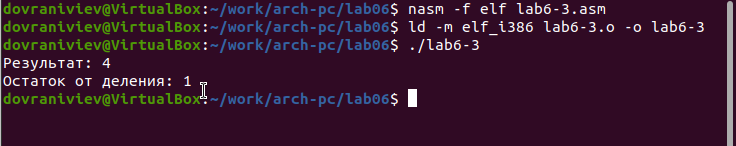 dovraniviev@VirtualBox:~/work/arch-pc/lab06$ nasm -f elf lab6-3.asm
dovraniviev@VirtualBox:~/work/arch-pc/lab06$ ld -m elf_i386 lab6-3.o -o lab6-3
dovraniviev@VirtualBox:~/work/arch-pc/lab06$ ./lab6-3
Результат: 4
Остаток от деления: 1
dovraniviev@VirtualBox:~/work/arch-pc/lab06$